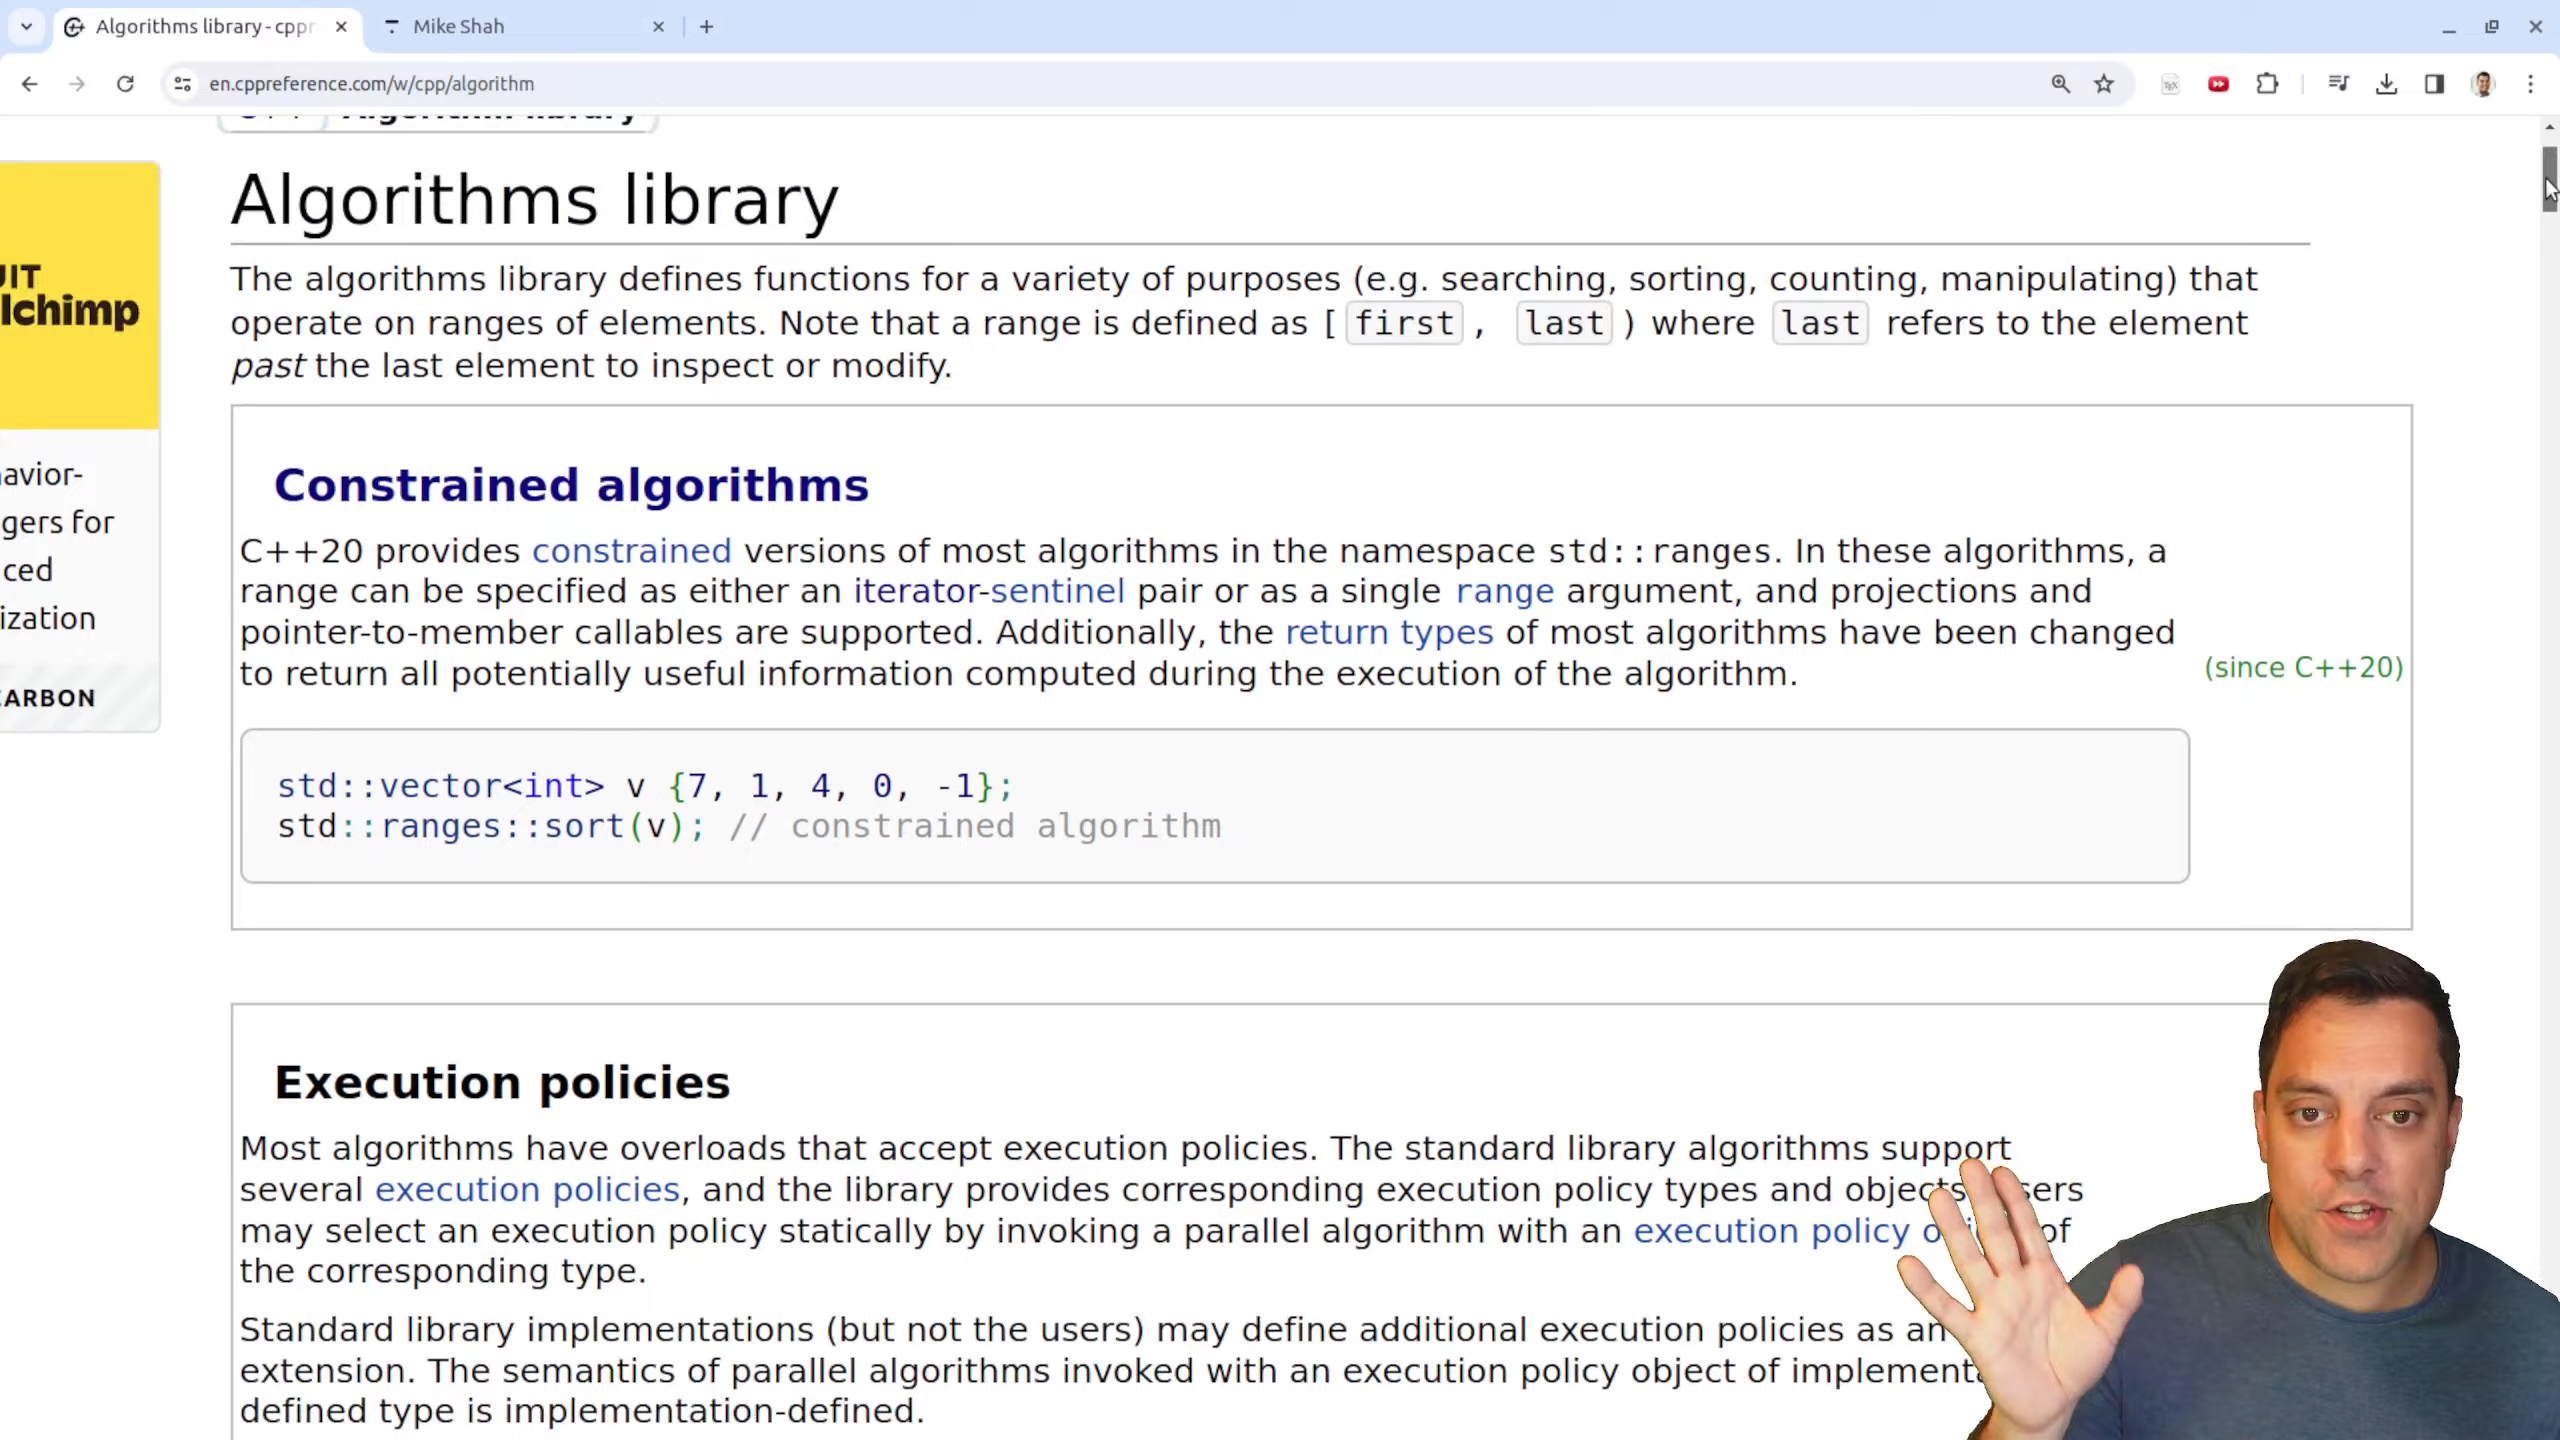 Algorithms library - cppr
Mike Shah
en.cppreference.com/w/cpp/algorithm
Algorithms library
The algorithms library defines functions for a variety of purposes (e.g. searching, sorting, counting, manipulating) that
operate on ranges of elements. Note that a range is defined as [first, last) where last refers to the element
past the last element to inspect or modify.
Constrained algorithms
C++20 provides constrained versions of most algorithms in the namespace std::ranges. In these algorithms, a
range can be specified as either an iterator-sentinel pair or as a single range argument, and projections and
pointer-to-member callables are supported. Additionally, the return types of most algorithms have been changed
to return all potentially useful information computed during the execution of the algorithm.
(since C++20)
std::vector<int> v {7, 1, 4, 0, -1};
std::ranges::sort(v); // constrained algorithm
Execution policies
Most algorithms have overloads that accept execution policies. The standard library algorithms support
several execution policies, and the library provides corresponding execution policy types and objects
may select an execution policy statically by invoking a parallel algorithm with an execution policy of
the corresponding type.
Standard library implementations (but not the users) may define additional execution policies as an
extension. The semantics of parallel algorithms invoked with an execution policy object of
defined type is implementation-defined.
UIT
lchimp
avior-
gers for
ced
ization
CARBON